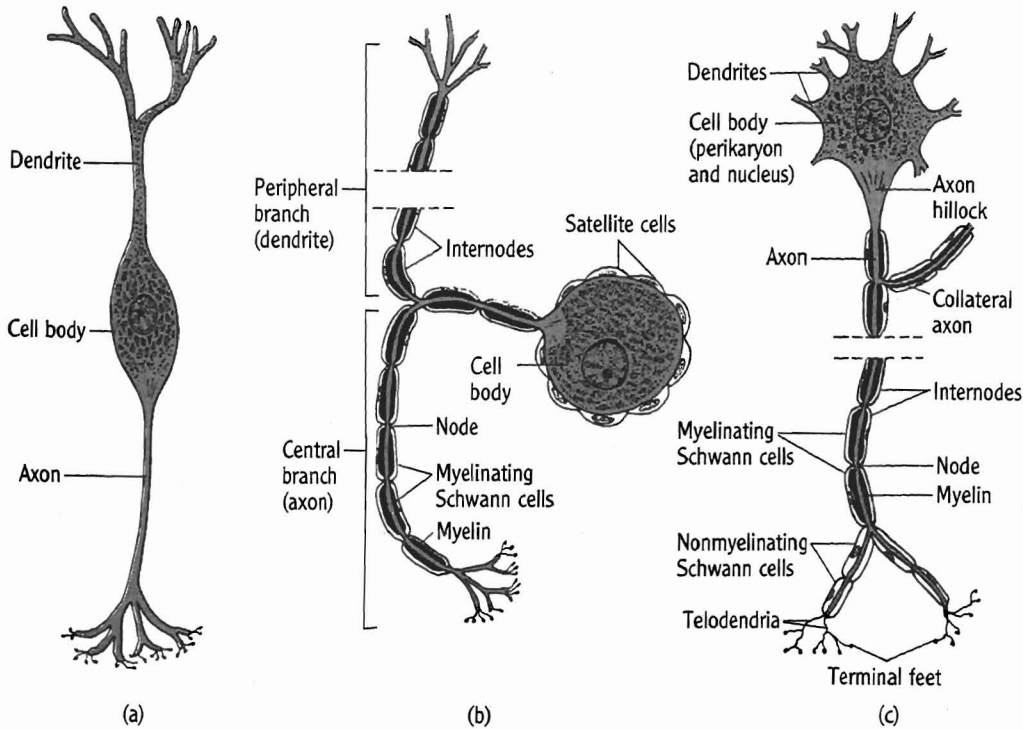 Dendrite
Cell body
Axon
(a)
Peripheral
branch
(dendrite)
Internodes
Satellite cells
Cell
body
Node
Central
branch
(axon)
Myelinating
Schwann cells
Myelin
(b)
Dendrites
Cell body
(perikaryon
and nucleus)
Axon
hillock
Axon
Collateral
axon
Internodes
Myelinating
Schwann cells
Node
Myelin
Nonmyelinating
Schwann cells
Telodendria
Terminal feet
(c)